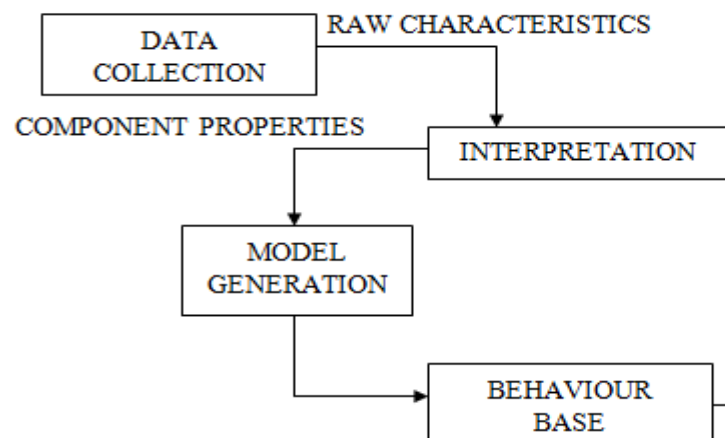 DATA
COLLECTION
RAW CHARACTERISTICS
COMPONENT PROPERTIES
INTERPRETATION
MODEL
GENERATION
BEHAVIOUR
BASE